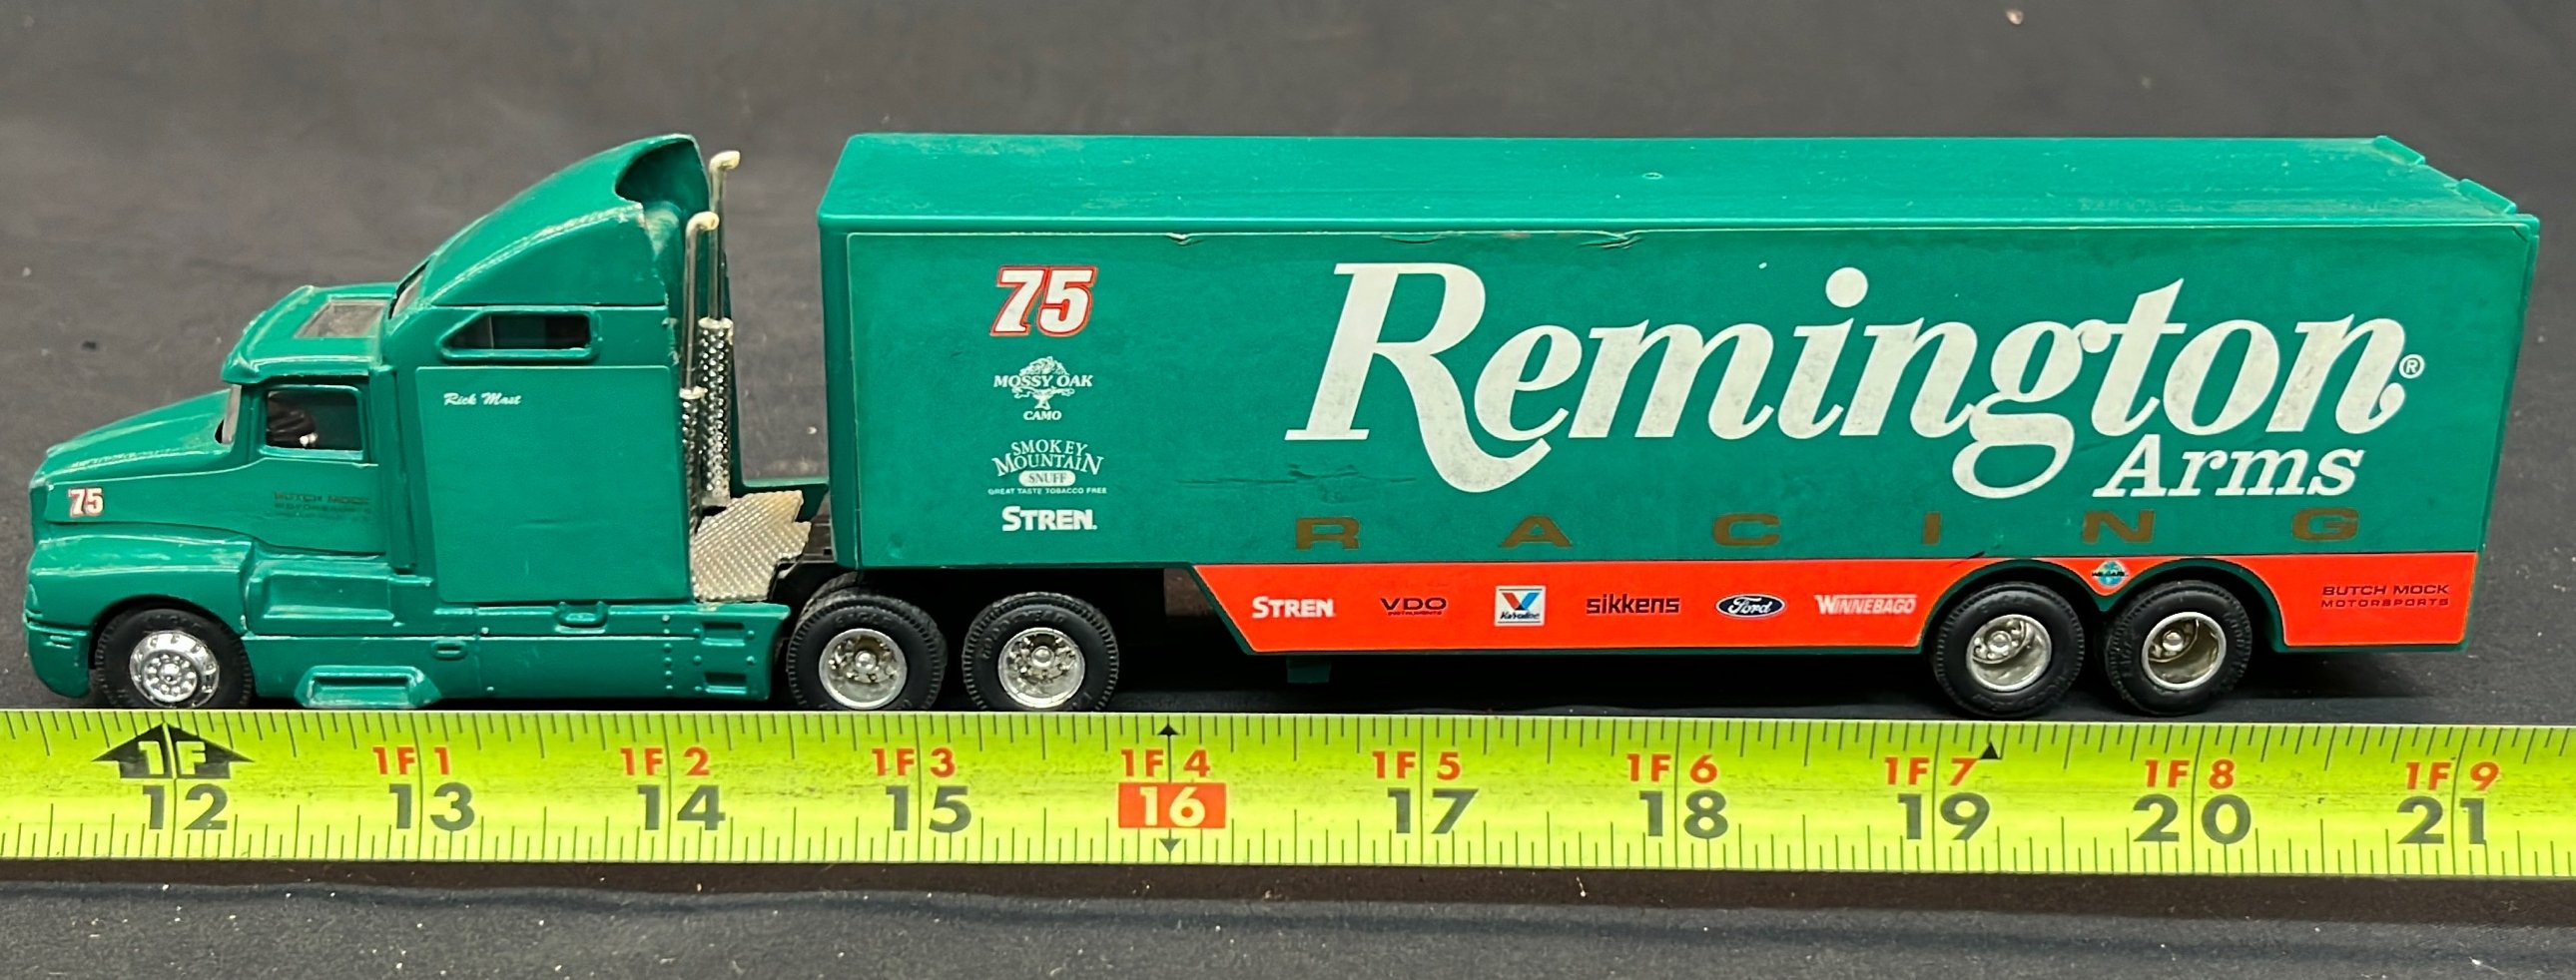 Rick Mast
75
BUTCH MOCK
MOTORSPORTS
75
MOSSY OAK
CAMO
SMOKEY
MOUNTAIN
SNUFF
GREAT TASTE TOBACCO FREE
STREN.
Remington®
Arms
RACING
STREN
VDO
INSTRUMENTS
Valvoline
sikkens
Ford
WINNEBAGO
BUTCH MOCK
MOTORSPORTS
1F 1F1 1F2 1F3 1F4 1F5 1F6 1F7 1F8 1F9
12 13 14 15 16 17 18 19 20 21